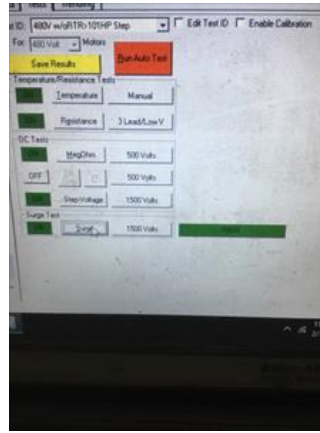 Tests Trending
ID: 480V w/oRTR>101HP Step Edit Test ID Enable Calibration
For: 480 Volt Motors
Save Results Run Auto Test
Temperature/Resistance Tests
Temperature Manual
Resistance 3 Lead/Low V
DC Tests
MegOhm 500 Volts
OFF 500 Volts
Step-Voltage 1500 Volts
Surge Test
Surge 1500 Volts